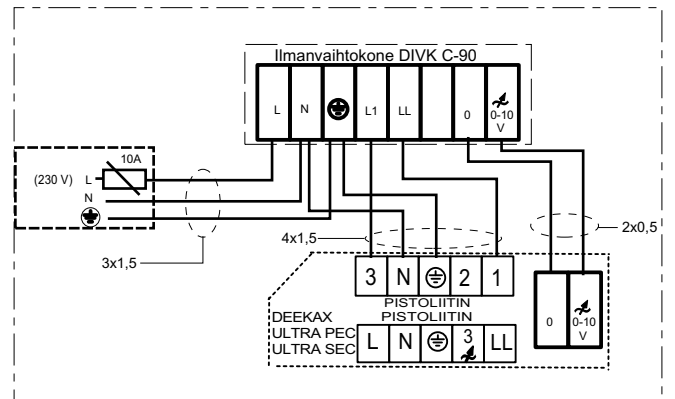 Ilmanvaihtokone DIVK C-90
L N L1 LL 0 0-10 V
10A
(230 V) L
N
3x1,5
4x1,5
2x0,5
3 N 2 1
PISTOLIITIN
DEEKAX PISTOLIITIN
ULTRA PEC
ULTRA SEC
L N 3 LL
0 0-10 V